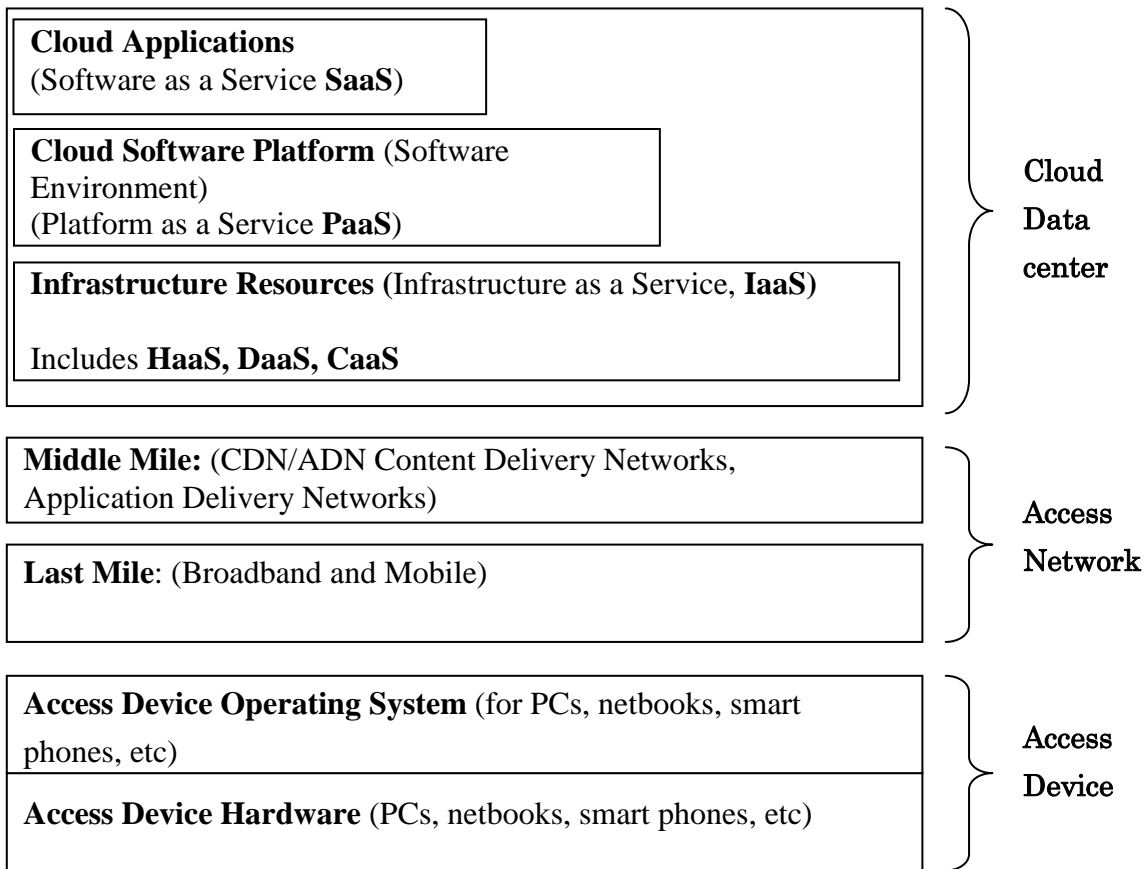 Cloud Applications
(Software as a Service SaaS)
Cloud Software Platform (Software
Environment)
(Platform as a Service PaaS)
Infrastructure Resources (Infrastructure as a Service, IaaS)
Includes HaaS, DaaS, CaaS
Cloud
Data
center
Middle Mile: (CDN/ADN Content Delivery Networks,
Application Delivery Networks)
Last Mile: (Broadband and Mobile)
Access
Network
Access Device Operating System (for PCs, netbooks, smart
phones, etc)
Access Device Hardware (PCs, netbooks, smart phones, etc)
Access
Device